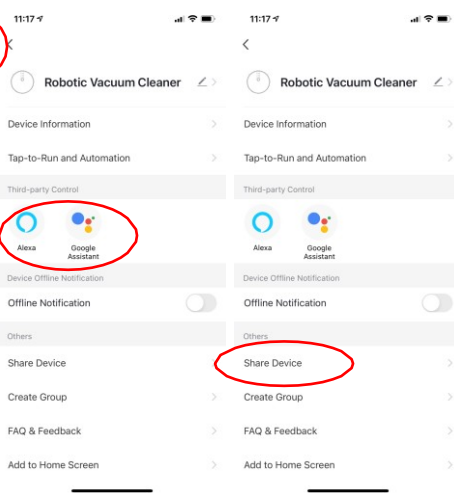 11:17
Robotic Vacuum Cleaner
Device Information
Tap-to-Run and Automation
Third-party Control
Alexa
Google
Assistant
Device Offline Notification
Offline Notification
Others
Share Device
Create Group
FAQ & Feedback
Add to Home Screen
11:17
Robotic Vacuum Cleaner
Device Information
Tap-to-Run and Automation
Third-party Control
Alexa
Google
Assistant
Device Offline Notification
Offline Notification
Others
Share Device
Create Group
FAQ & Feedback
Add to Home Screen